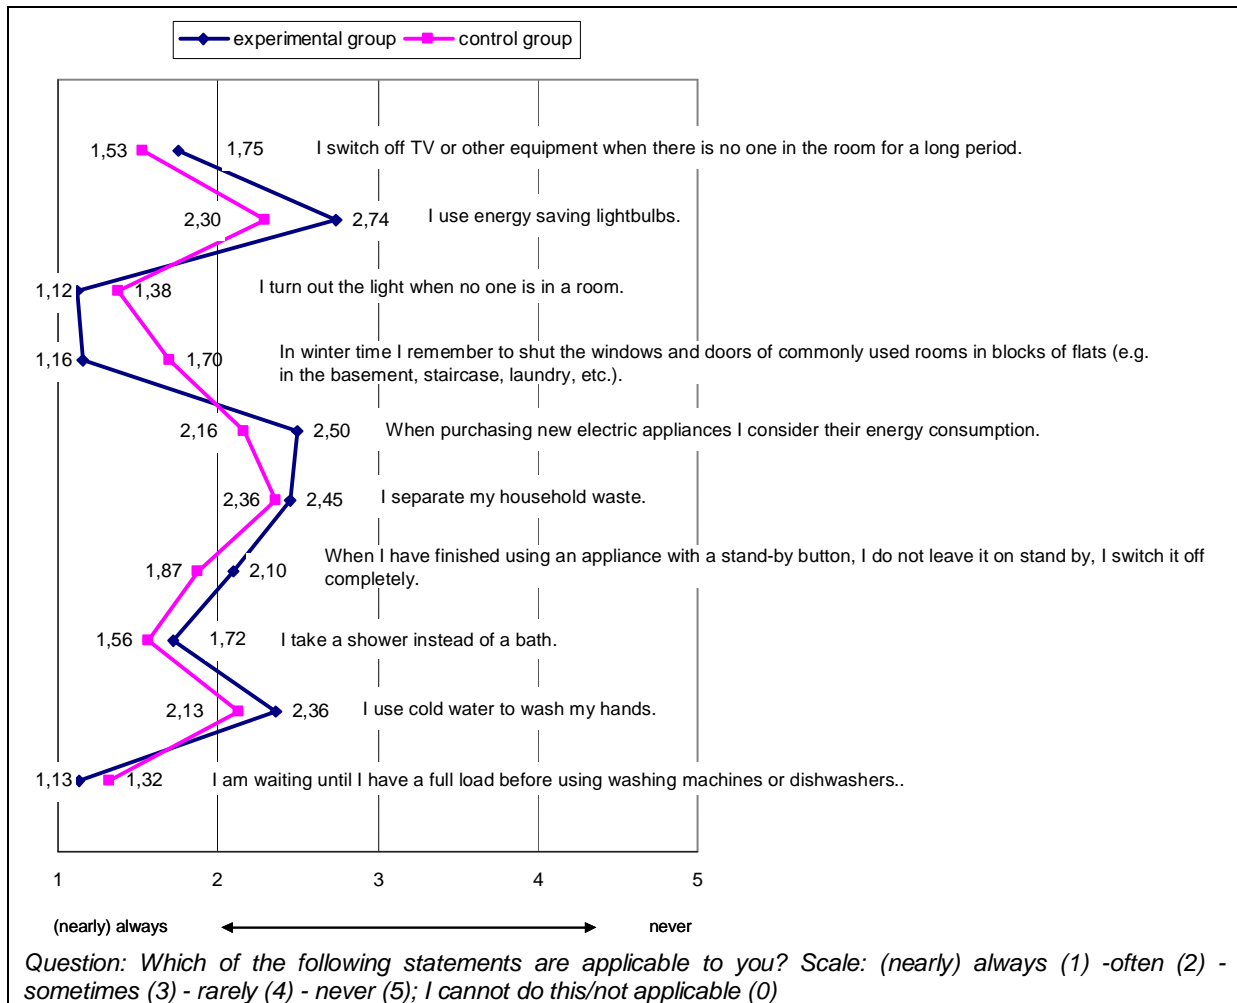 experimental group control group
1,53 1,75 I switch off TV or other equipment when there is no one in the room for a long period.
2,30 2,74 I use energy saving lightbulbs.
1,12 1,38 I turn out the light when no one is in a room.
1,16 1,70 In winter time I remember to shut the windows and doors of commonly used rooms in blocks of flats (e.g.
in the basement, staircase, laundry, etc.).
2,16 2,50 When purchasing new electric appliances I consider their energy consumption.
2,36 2,45 I separate my household waste.
When I have finished using an appliance with a stand-by button, I do not leave it on stand by, I switch it off
1,87 2,10 completely.
1,56 1,72 I take a shower instead of a bath.
2,13 2,36 I use cold water to wash my hands.
1,13 1,32 I am waiting until I have a full load before using washing machines or dishwashers..
1 2 3 4 5
(nearly) always never
Question: Which of the following statements are applicable to you? Scale: (nearly) always (1) -often (2) -
sometimes (3) - rarely (4) - never (5); I cannot do this/not applicable (0)